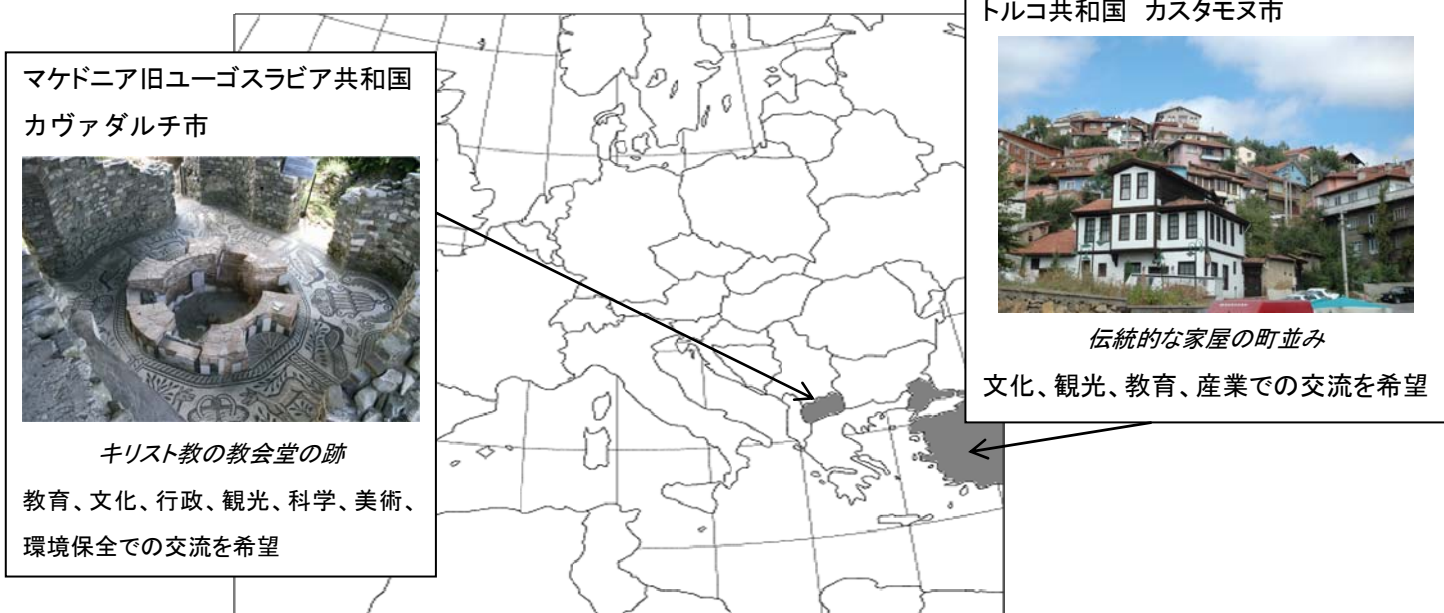 マケドニア旧ユーゴスラビア共和国
カヴァダルチ市
キリスト教の教会堂の跡
教育、文化、行政、観光、科学、美術、
環境保全での交流を希望
トルコ共和国 カスタモヌ市
伝統的な家屋の町並み
文化、観光、教育、産業での交流を希望